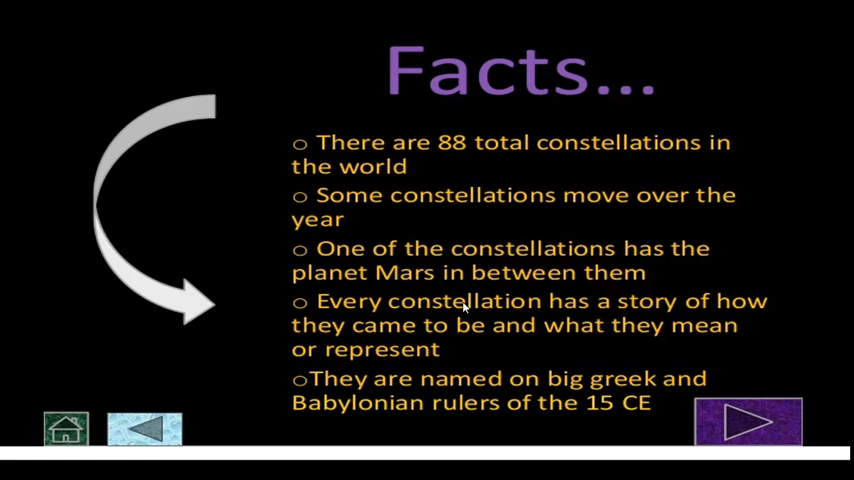 Facts...
○ There are 88 total constellations in
the world
○ Some constellations move over the
year
○ One of the constellations has the
planet Mars in between them
○ Every constellation has a story of how
they came to be and what they mean
or represent
○They are named on big greek and
Babylonian rulers of the 15 CE